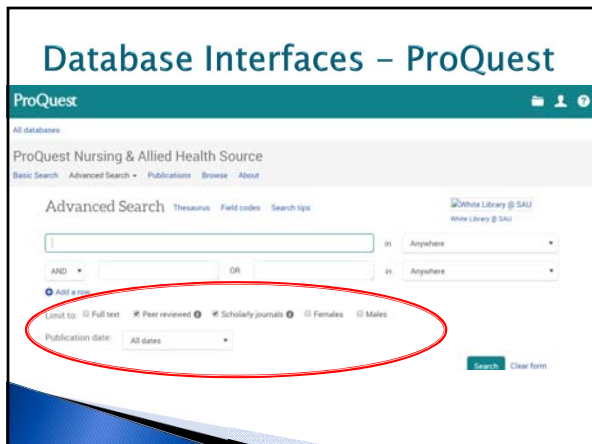 Database Interfaces – ProQuest
ProQuest
All databases
ProQuest Nursing & Allied Health Source
Basic Search Advanced Search Publications Browse About
Advanced Search Thesaurus Field codes Search tips
White Library @ SAU
White Library @ SAU
in Anywhere
AND OR in Anywhere
Add a row
Limit to: Full text Peer reviewed Scholarly journals Females Males
Publication date: All dates
Search Clear form